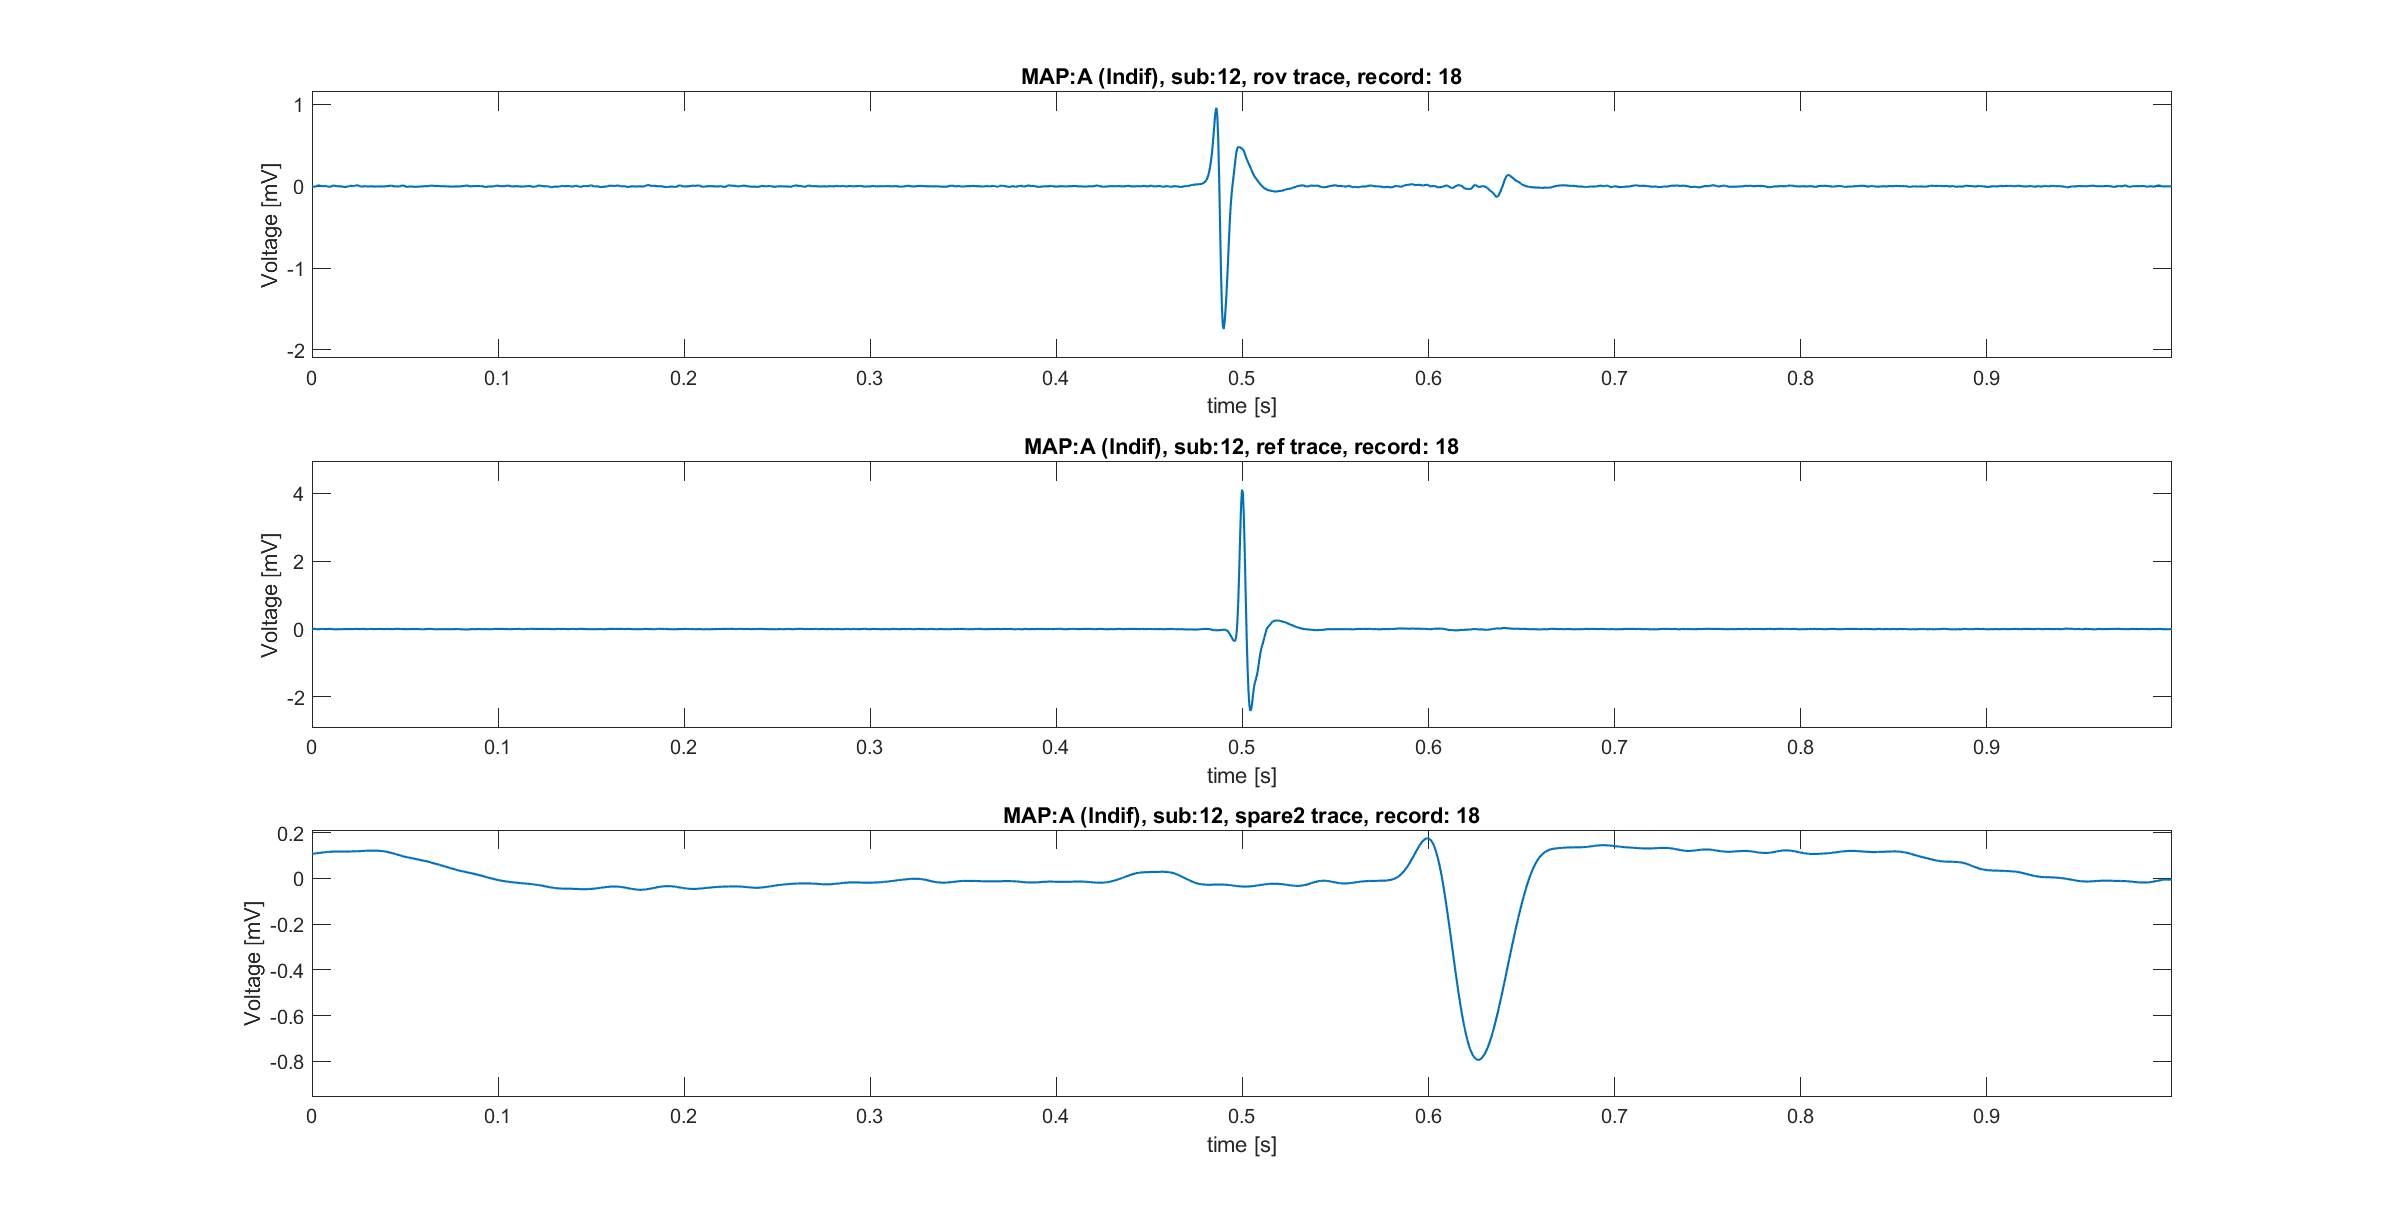 MAP:A (Indif), sub:12, rov trace, record: 18
Voltage [mV]
1
0
-1
-2
0 0.1 0.2 0.3 0.4 0.5 0.6 0.7 0.8 0.9
time [s]
MAP:A (Indif), sub:12, ref trace, record: 18
Voltage [mV]
4
2
0
-2
0 0.1 0.2 0.3 0.4 0.5 0.6 0.7 0.8 0.9
time [s]
MAP:A (Indif), sub:12, spare2 trace, record: 18
Voltage [mV]
0.2
0
-0.2
-0.4
-0.6
-0.8
0 0.1 0.2 0.3 0.4 0.5 0.6 0.7 0.8 0.9
time [s]